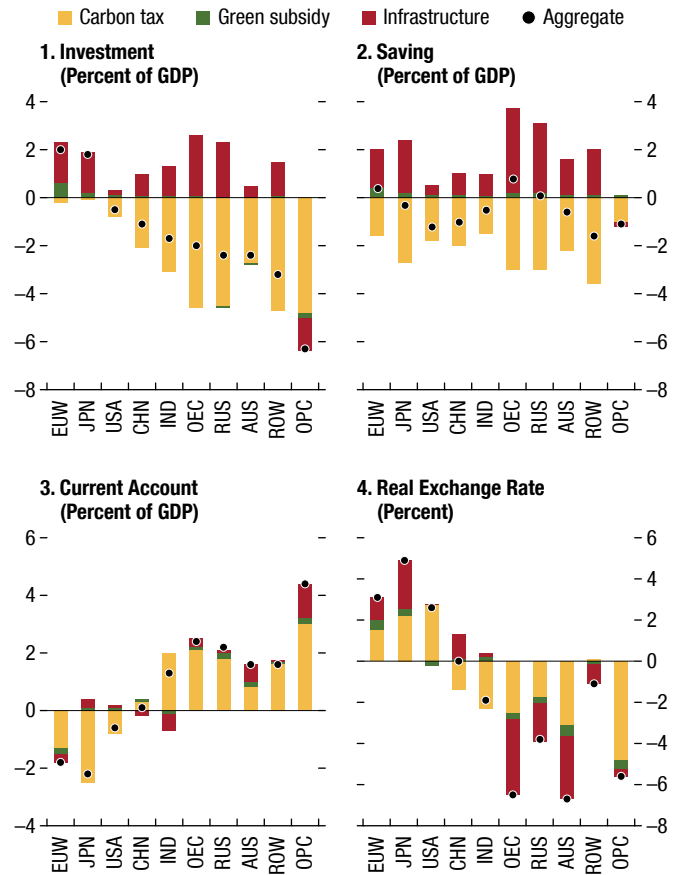 Carbon tax Green subsidy Infrastructure Aggregate
1. Investment
(Percent of GDP)
4
2
0
–2
–4
–6
–8
EUW JPN USA CHN IND OEC RUS AUS ROW OPC
2. Saving
(Percent of GDP)
4
2
0
–2
–4
–6
–8
EUW JPN USA CHN IND OEC RUS AUS ROW OPC
3. Current Account
(Percent of GDP)
6
4
2
0
–2
–4
EUW JPN USA CHN IND OEC RUS AUS ROW OPC
4. Real Exchange Rate
(Percent)
6
4
2
0
–2
–4
–6
–8
EUW JPN USA CHN IND OEC RUS AUS ROW OPC